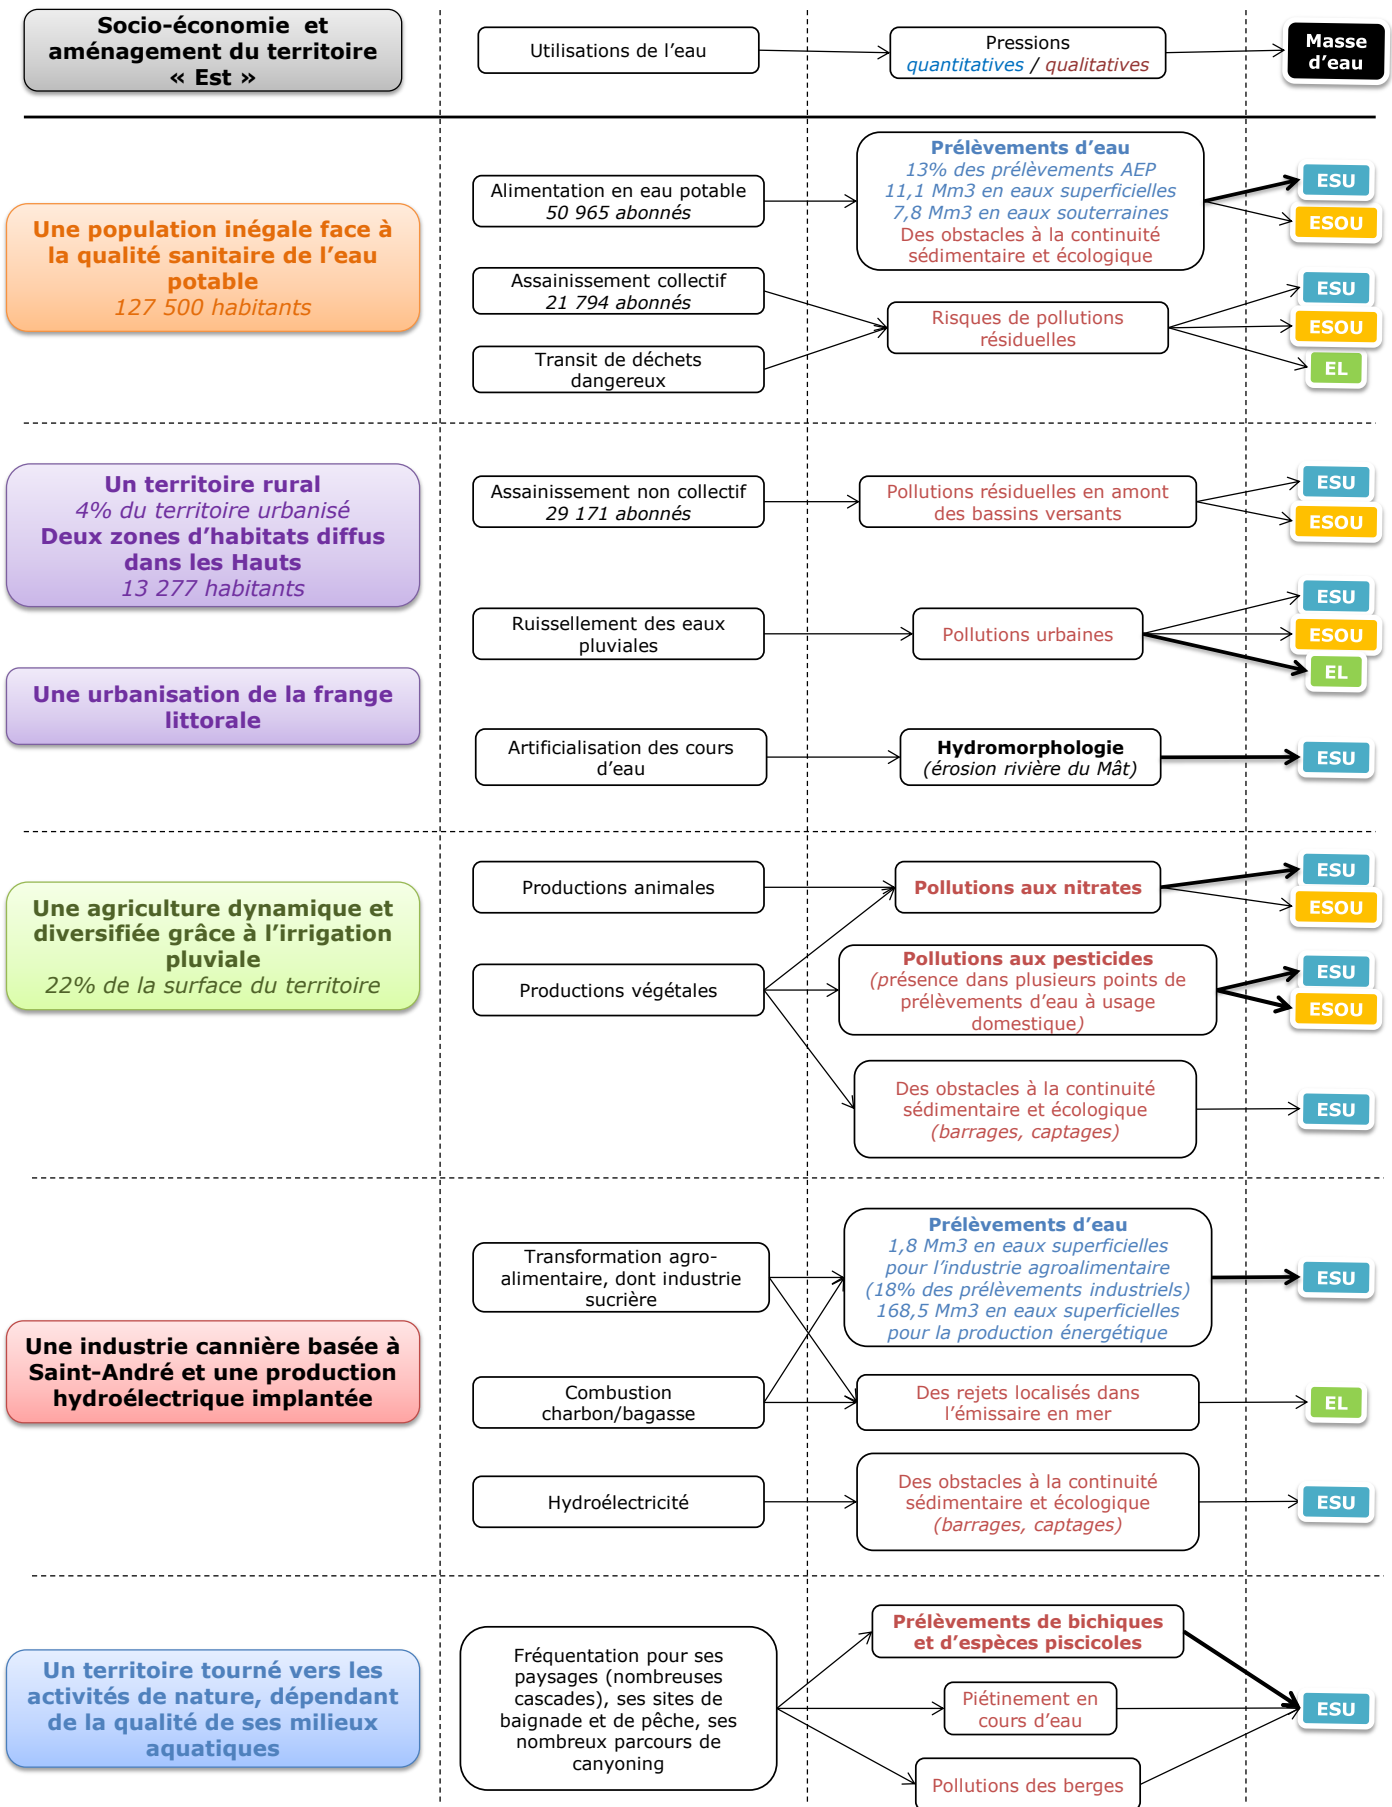 Socio-économie et
aménagement du territoire
« Est »
Utilisations de l’eau
Pressions
quantitatives / qualitatives
Masse
d’eau
Une population inégale face à
la qualité sanitaire de l’eau
potable
127 500 habitants
Alimentation en eau potable
50 965 abonnés
Prélèvements d’eau
13% des prélèvements AEP
11,1 Mm3 en eaux superficielles
7,8 Mm3 en eaux souterraines
Des obstacles à la continuité
sédimentaire et écologique
ESU
ESOU
Assainissement collectif
21 794 abonnés
Transit de déchets
dangereux
Risques de pollutions
résiduelles
ESU
ESOU
EL
Un territoire rural
4% du territoire urbanisé
Deux zones d’habitats diffus
dans les Hauts
13 277 habitants
Assainissement non collectif
29 171 abonnés
Pollutions résiduelles en amont
des bassins versants
ESU
ESOU
Ruissellement des eaux
pluviales
Pollutions urbaines
ESU
ESOU
EL
Une urbanisation de la frange
littorale
Artificialisation des cours
d’eau
Hydromorphologie
(érosion rivière du Mât)
ESU
Une agriculture dynamique et
diversifiée grâce à l’irrigation
pluviale
22% de la surface du territoire
Productions animales
Pollutions aux nitrates
ESU
ESOU
Productions végétales
Pollutions aux pesticides
(présence dans plusieurs points de
prélèvements d’eau à usage
domestique)
ESU
ESOU
Des obstacles à la continuité
sédimentaire et écologique
(barrages, captages)
ESU
Une industrie cannière basée à
Saint-André et une production
hydroélectrique implantée
Transformation agro-
alimentaire, dont industrie
sucrière
Prélèvements d’eau
1,8 Mm3 en eaux superficielles
pour l’industrie agroalimentaire
(18% des prélèvements industriels)
168,5 Mm3 en eaux superficielles
pour la production énergétique
ESU
Combustion
charbon/bagasse
Des rejets localisés dans
l’émissaire en mer
EL
Hydroélectricité
Des obstacles à la continuité
sédimentaire et écologique
(barrages, captages)
ESU
Un territoire tourné vers les
activités de nature, dépendant
de la qualité de ses milieux
aquatiques
Fréquentation pour ses
paysages (nombreuses
cascades), ses sites de
baignade et de pêche, ses
nombreux parcours de
canyoning
Prélèvements de bichiques
et d’espèces piscicoles
Piétinement en
cours d’eau
Pollutions des berges
ESU